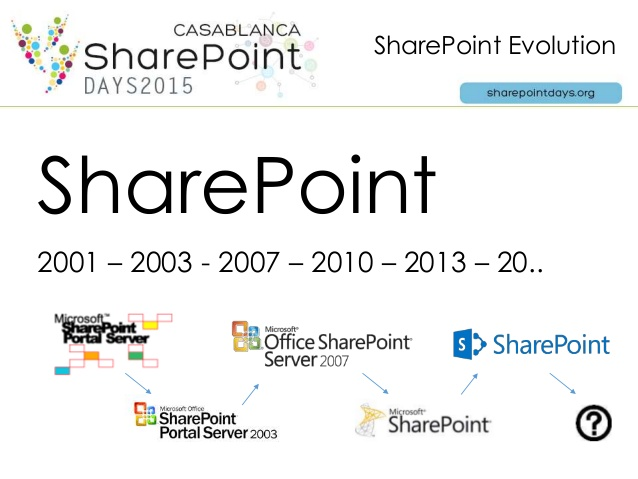 CASABLANCA
SharePoint
DAYS2015
SharePoint Evolution
sharepointdays.org
SharePoint
2001 – 2003 - 2007 – 2010 – 2013 – 20..
Microsoft™
SharePoint
Portal Server
Microsoft®
Office SharePoint®
Server 2007
S
SharePoint
Microsoft Office
SharePoint
Portal Server 2003
Microsoft®
SharePoint®
?